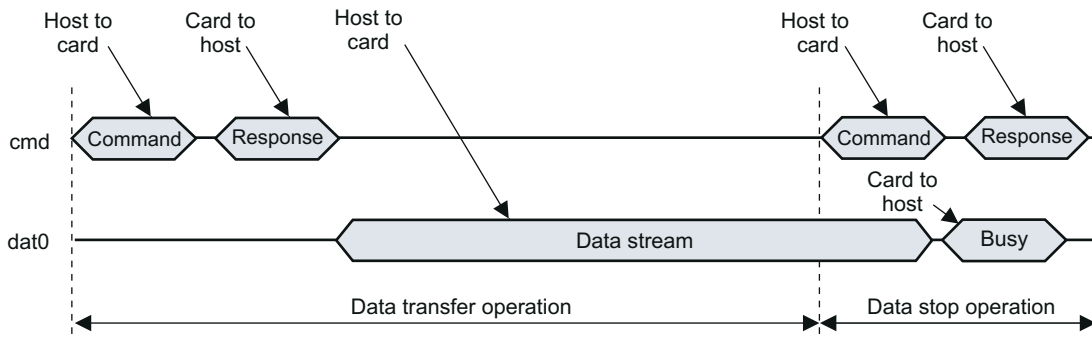 Host to
card
Card to
host
Host to
card
Host to
card
Card to
host
cmd
Command
Response
Command
Response
Card to
host
dat0
Data stream
Busy
Data transfer operation
Data stop operation